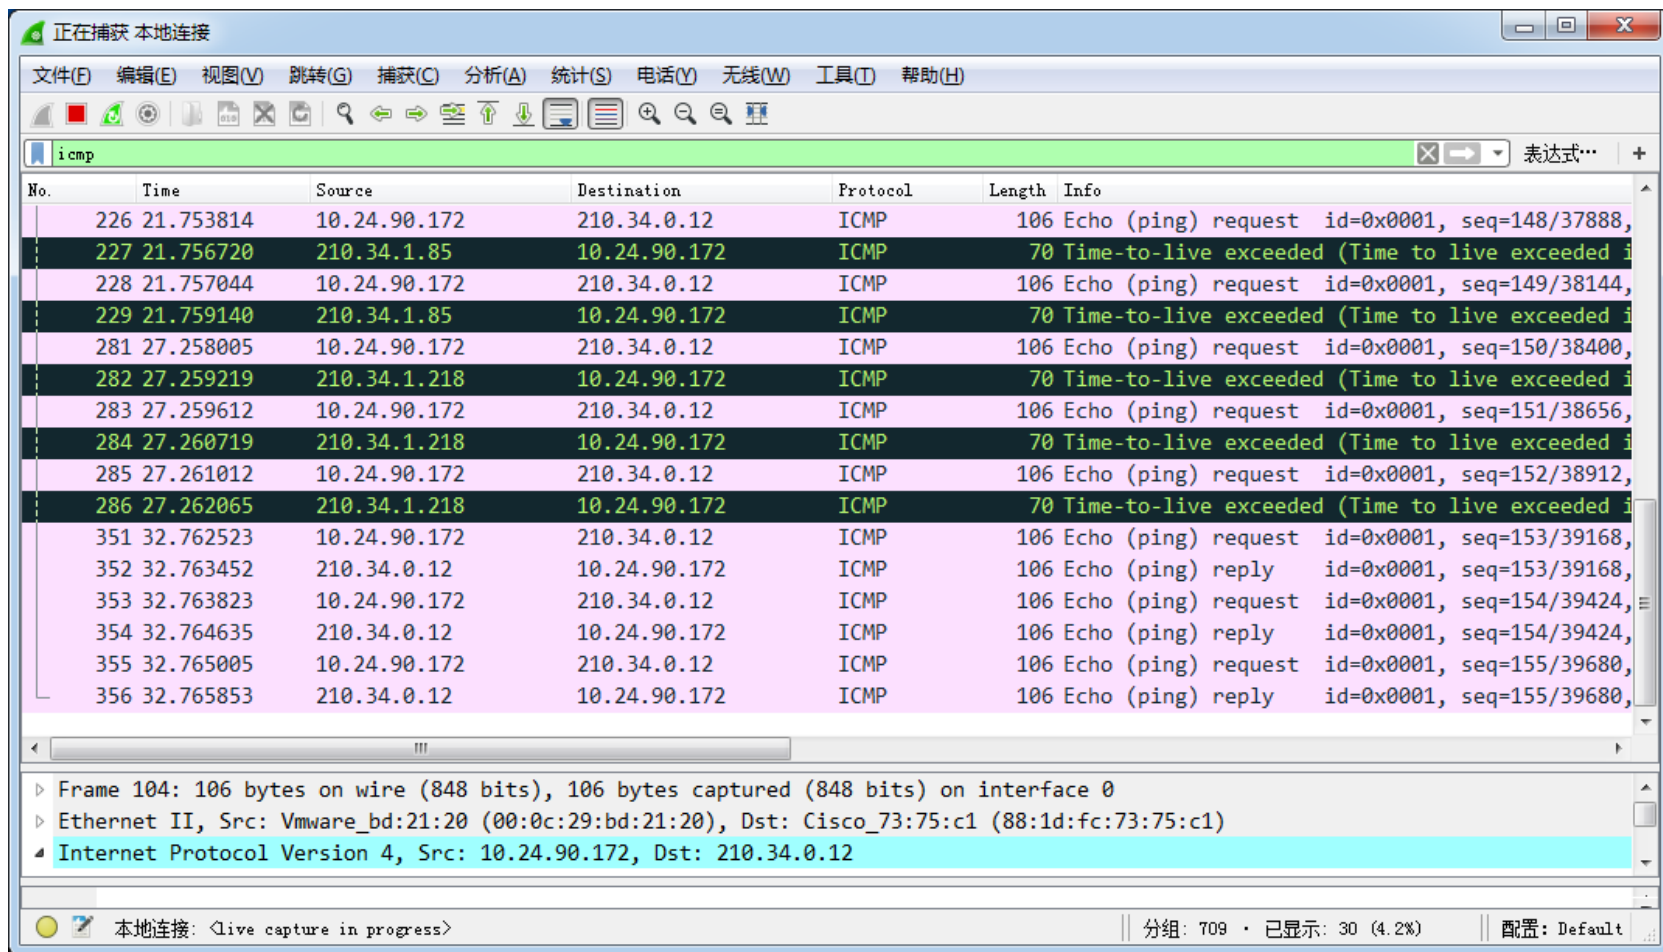 正在捕获 本地连接
文件(F) 编辑(E) 视图(V) 跳转(G) 捕获(C) 分析(A) 统计(S) 电话(Y) 无线(W) 工具(T) 帮助(H)
icmp 表达式… +
No. Time Source Destination Protocol Length Info
226 21.753814 10.24.90.172 210.34.0.12 ICMP 106 Echo (ping) request id=0x0001, seq=148/37888,
227 21.756720 210.34.1.85 10.24.90.172 ICMP 70 Time-to-live exceeded (Time to live exceeded i
228 21.757044 10.24.90.172 210.34.0.12 ICMP 106 Echo (ping) request id=0x0001, seq=149/38144,
229 21.759140 210.34.1.85 10.24.90.172 ICMP 70 Time-to-live exceeded (Time to live exceeded i
281 27.258005 10.24.90.172 210.34.0.12 ICMP 106 Echo (ping) request id=0x0001, seq=150/38400,
282 27.259219 210.34.1.218 10.24.90.172 ICMP 70 Time-to-live exceeded (Time to live exceeded i
283 27.259612 10.24.90.172 210.34.0.12 ICMP 106 Echo (ping) request id=0x0001, seq=151/38656,
284 27.260719 210.34.1.218 10.24.90.172 ICMP 70 Time-to-live exceeded (Time to live exceeded i
285 27.261012 10.24.90.172 210.34.0.12 ICMP 106 Echo (ping) request id=0x0001, seq=152/38912,
286 27.262065 210.34.1.218 10.24.90.172 ICMP 70 Time-to-live exceeded (Time to live exceeded i
351 32.762523 10.24.90.172 210.34.0.12 ICMP 106 Echo (ping) request id=0x0001, seq=153/39168,
352 32.763452 210.34.0.12 10.24.90.172 ICMP 106 Echo (ping) reply id=0x0001, seq=153/39168,
353 32.763823 10.24.90.172 210.34.0.12 ICMP 106 Echo (ping) request id=0x0001, seq=154/39424,
354 32.764635 210.34.0.12 10.24.90.172 ICMP 106 Echo (ping) reply id=0x0001, seq=154/39424,
355 32.765005 10.24.90.172 210.34.0.12 ICMP 106 Echo (ping) request id=0x0001, seq=155/39680,
356 32.765853 210.34.0.12 10.24.90.172 ICMP 106 Echo (ping) reply id=0x0001, seq=155/39680,
Frame 104: 106 bytes on wire (848 bits), 106 bytes captured (848 bits) on interface 0
Ethernet II, Src: Vmware_bd:21:20 (00:0c:29:bd:21:20), Dst: Cisco_73:75:c1 (88:1d:fc:73:75:c1)
Internet Protocol Version 4, Src: 10.24.90.172, Dst: 210.34.0.12
本地连接: <live capture in progress> 分组: 709 · 已显示: 30 (4.2%) 配置: Default